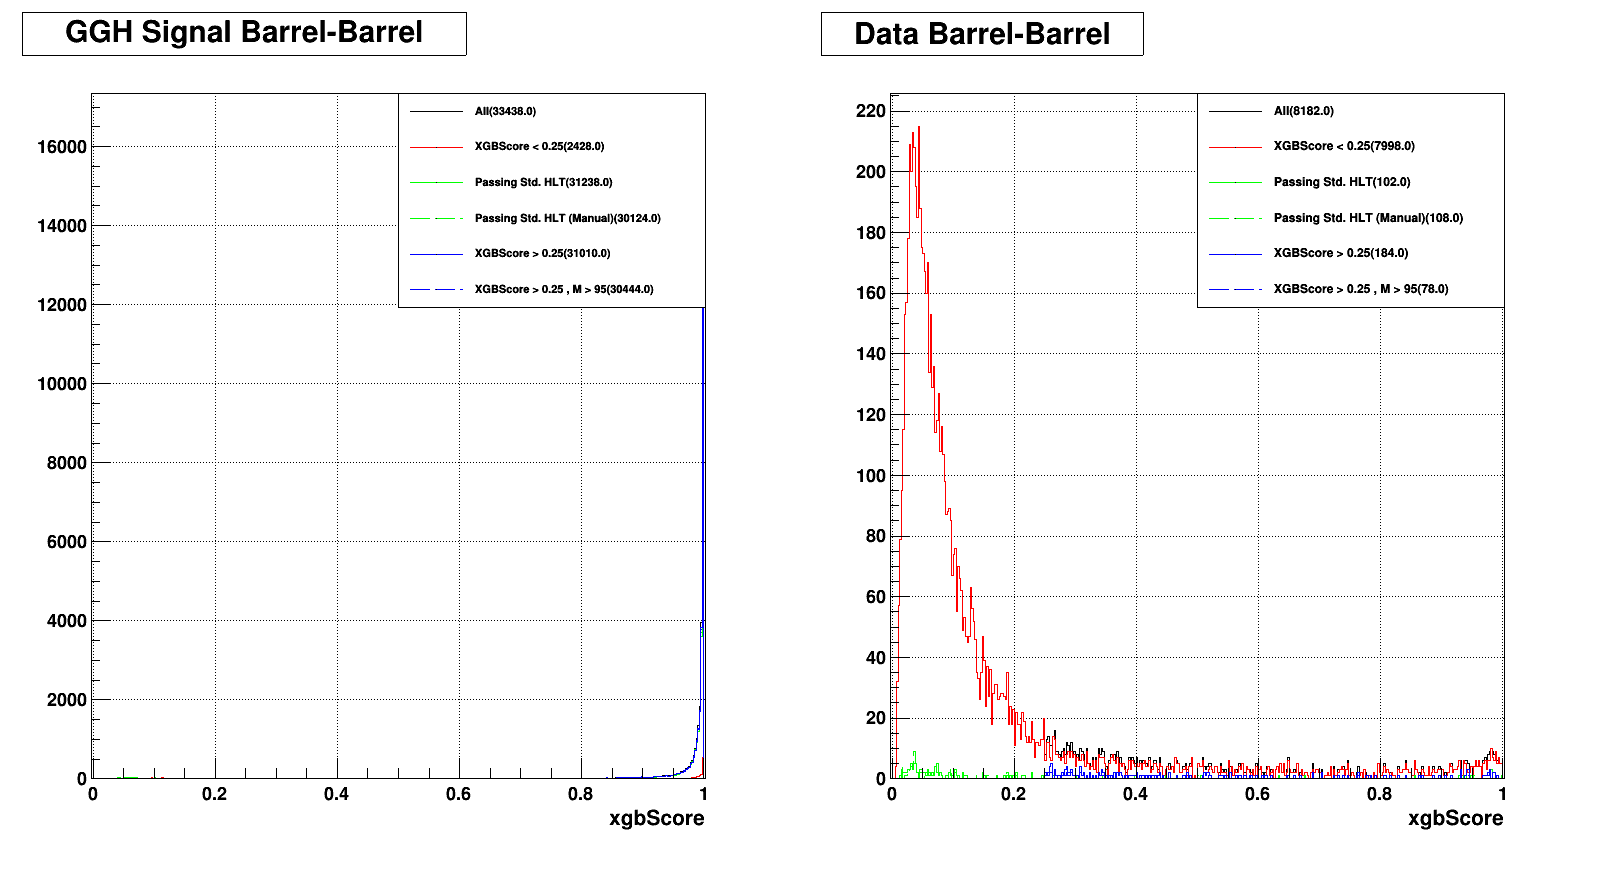 GGH Signal Barrel-Barrel
All(33438.0)
XGBScore < 0.25(2428.0)
Passing Std. HLT(31238.0)
Passing Std. HLT (Manual)(30124.0)
XGBScore > 0.25(31010.0)
XGBScore > 0.25 , M > 95(30444.0)
16000
14000
12000
10000
8000
6000
4000
2000
0
0 0.2 0.4 0.6 0.8 1
xgbScore
Data Barrel-Barrel
All(8182.0)
XGBScore < 0.25(7998.0)
Passing Std. HLT(102.0)
Passing Std. HLT (Manual)(108.0)
XGBScore > 0.25(184.0)
XGBScore > 0.25 , M > 95(78.0)
220
200
180
160
140
120
100
80
60
40
20
0
0 0.2 0.4 0.6 0.8 1
xgbScore